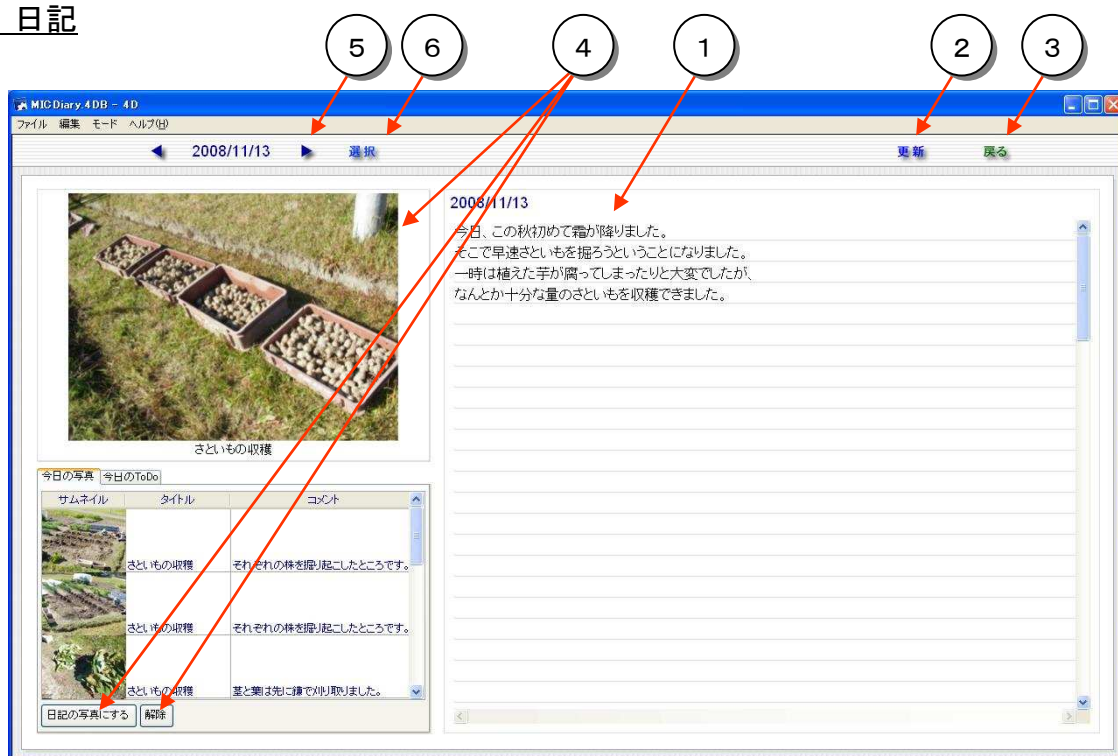 日記
5 6 4 1 2 3
MICDiary.4DB - 4D
ファイル 編集 モード ヘルプ(H)
2008/11/13 選択 更新 戻る
2008/11/13
今日、この秋初めて霜が降りました。
そこで早速さといもを掘ろうということになりました。
一時は植えた芋が腐ってしまったりと大変でしたが、
なんとか十分な量のさといもを収穫できました。
さといもの収穫
今日の写真 今日のToDo
サムネイル タイトル コメント
さといもの収穫 それぞれの株を掘り起こしたところです。
さといもの収穫 それぞれの株を掘り起こしたところです。
さといもの収穫 茎と葉は先に鎌で刈り取りました。
日記の写真にする 解除